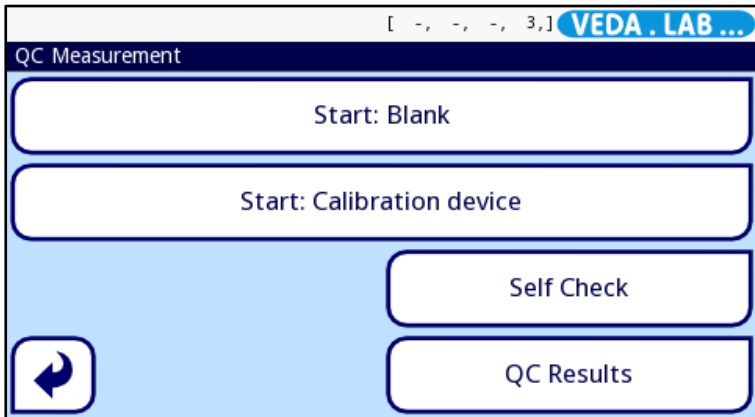 [ -, -, -, 3,] VEDA . LAB ...
QC Measurement
Start: Blank
Start: Calibration device
Self Check
QC Results